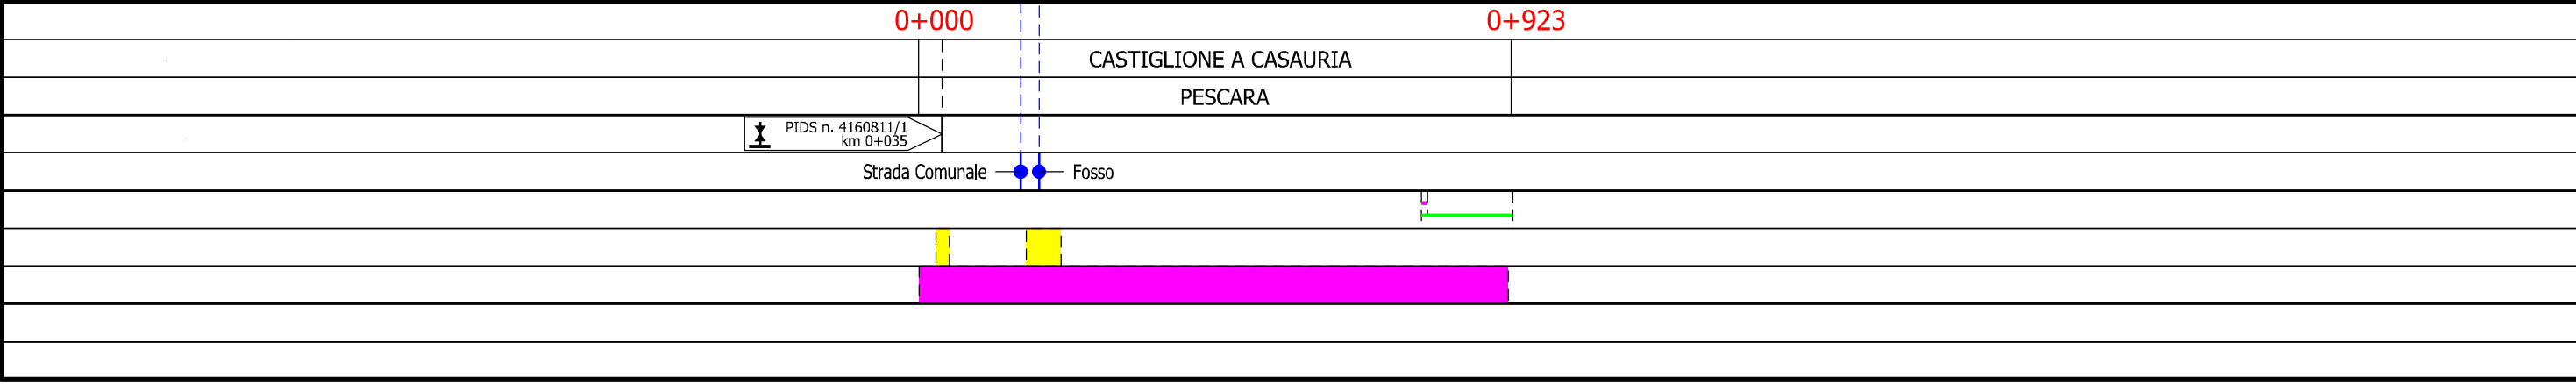 0+000
0+923
CASTIGLIONE A CASAURIA
PESCARA
PIDS n. 4160811/1
km 0+035
Strada Comunale
Fosso